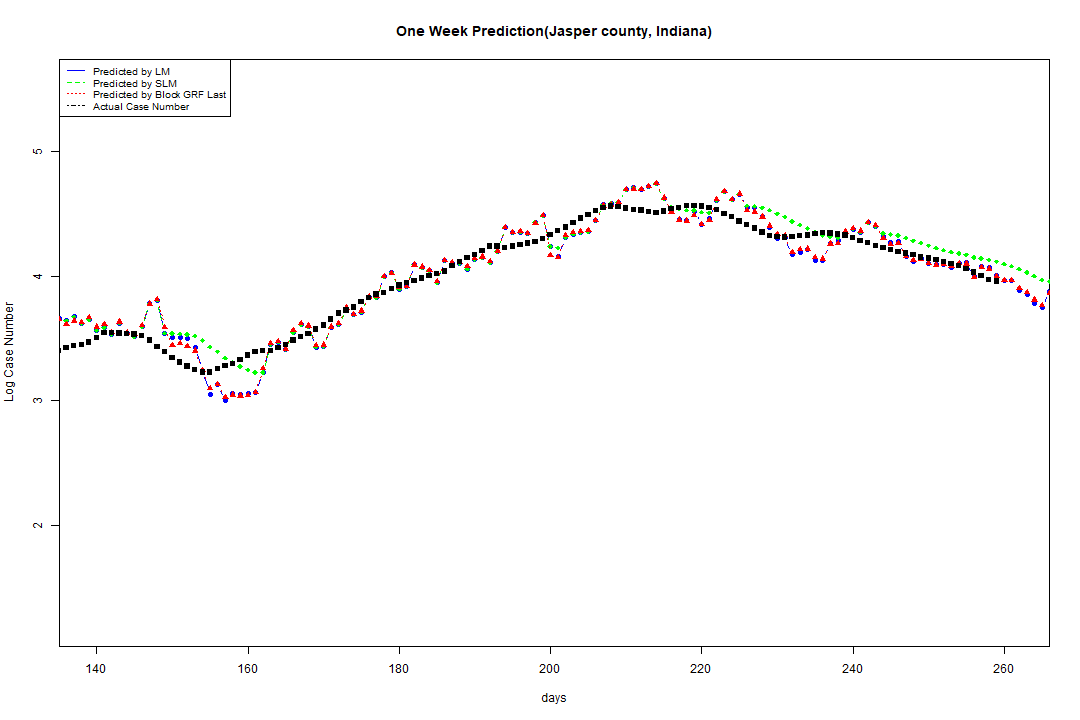 One Week Prediction(Jasper county, Indiana)
Predicted by LM
Predicted by SLM
Predicted by Block GRF Last
Actual Case Number
Log Case Number
5
4
3
2
140 160 180 200 220 240 260
days